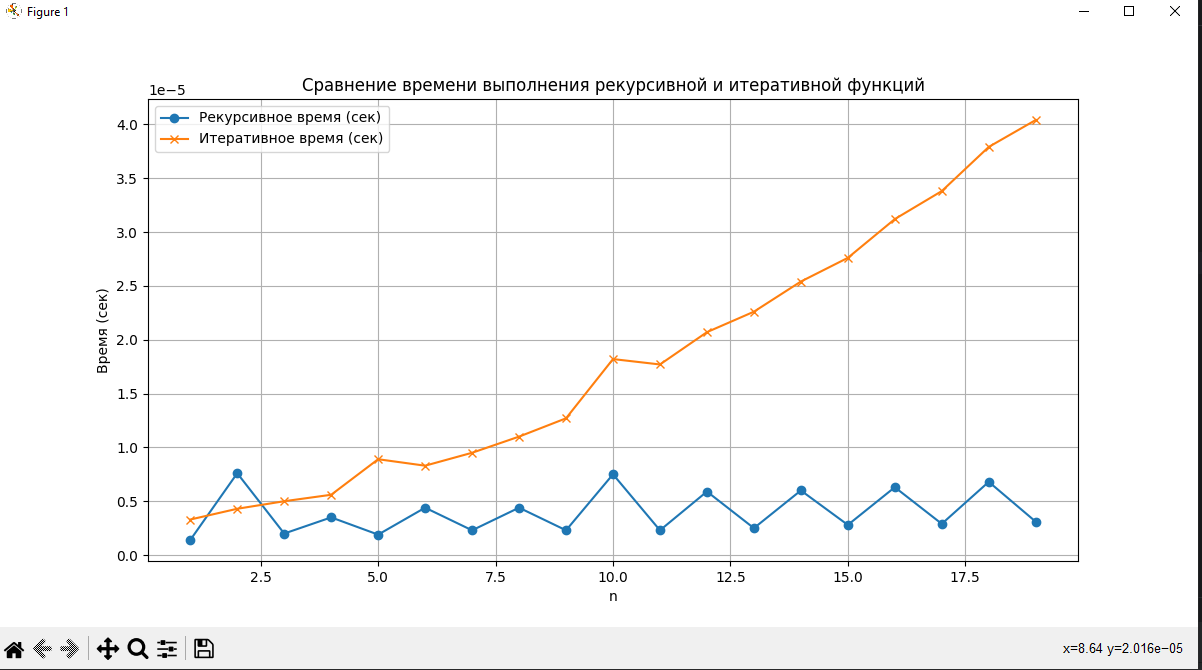 Figure 1
Сравнение времени выполнения рекурсивной и итеративной функций
1e−5
Рекурсивное время (сек)
Итеративное время (сек)
4.0
3.5
3.0
2.5
2.0
1.5
1.0
0.5
0.0
Время (сек)
2.5 5.0 7.5 10.0 12.5 15.0 17.5
n
x=8.64 y=2.016e−05